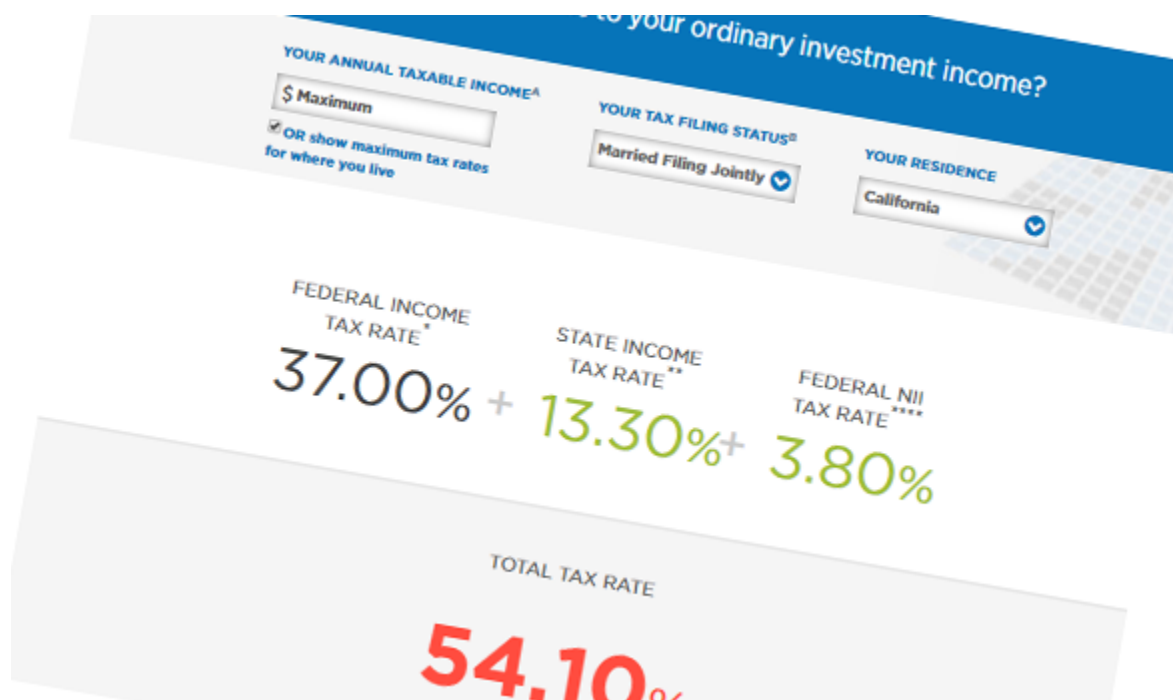 to your ordinary investment income?
YOUR ANNUAL TAXABLE INCOMEᴬ
$ Maximum
OR show maximum tax rates
for where you live
YOUR TAX FILING STATUSᴮ
Married Filing Jointly
YOUR RESIDENCE
California
FEDERAL INCOME
TAX RATE*
37.00%
+
STATE INCOME
TAX RATE**
13.30%
+
FEDERAL NII
TAX RATE****
3.80%
TOTAL TAX RATE
54.10%